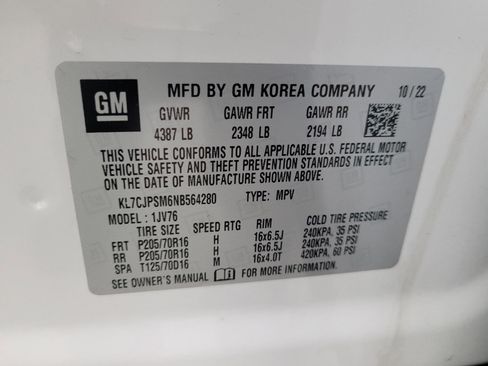 GM
MFD BY GM KOREA COMPANY 10/22
GVWR GAWR FRT GAWR RR
4387 LB 2348 LB 2194 LB
THIS VEHICLE CONFORMS TO ALL APPLICABLE U.S. FEDERAL MOTOR
VEHICLE SAFETY AND THEFT PREVENTION STANDARDS IN EFFECT ON
THE DATE OF MANUFACTURE SHOWN ABOVE.
KL7CJPSM6NB564280 TYPE: MPV
MODEL: 1JV76
TIRE SIZE SPEED RTG RIM COLD TIRE PRESSURE
FRT P205/70R16 H 16x6.5J 240KPA, 35 PSI
RR P205/70R16 H 16x6.5J 240KPA, 35 PSI
SPA T125/70D16 M 16x4.0T 420KPA, 60 PSI
SEE OWNER'S MANUAL FOR MORE INFORMATION.